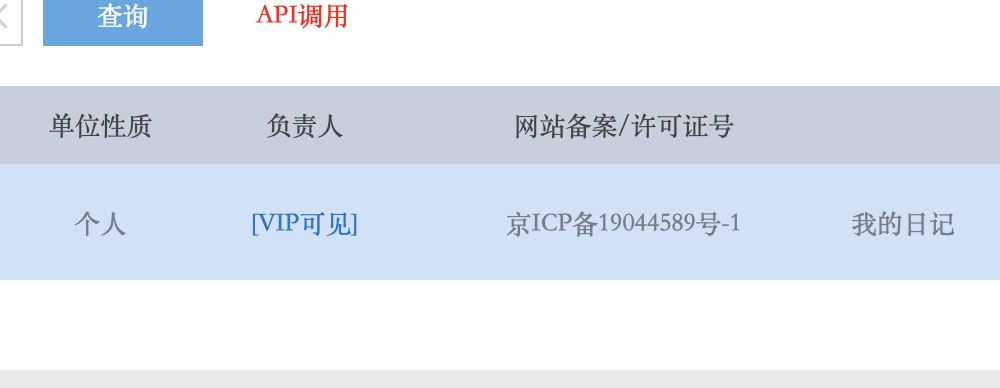 查询 API调用
单位性质 负责人 网站备案/许可证号
个人 [VIP可见] 京ICP备19044589号-1 我的日记